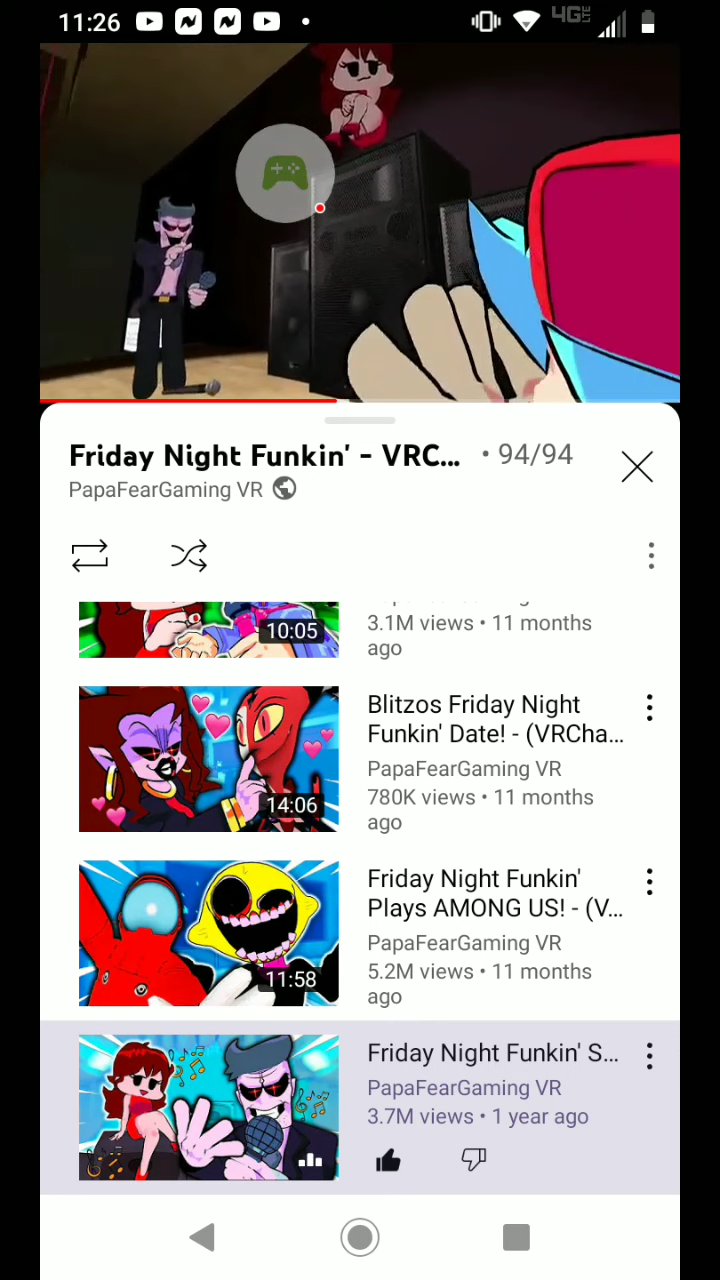 11:26
4G LTE
Friday Night Funkin' - VRC... • 94/94
PapaFearGaming VR
10:05
3.1M views • 11 months
ago
Blitzos Friday Night
Funkin' Date! - (VRCha...
PapaFearGaming VR
780K views • 11 months
ago
14:06
Friday Night Funkin'
Plays AMONG US! - (V...
PapaFearGaming VR
5.2M views • 11 months
ago
11:58
Friday Night Funkin' S...
PapaFearGaming VR
3.7M views • 1 year ago